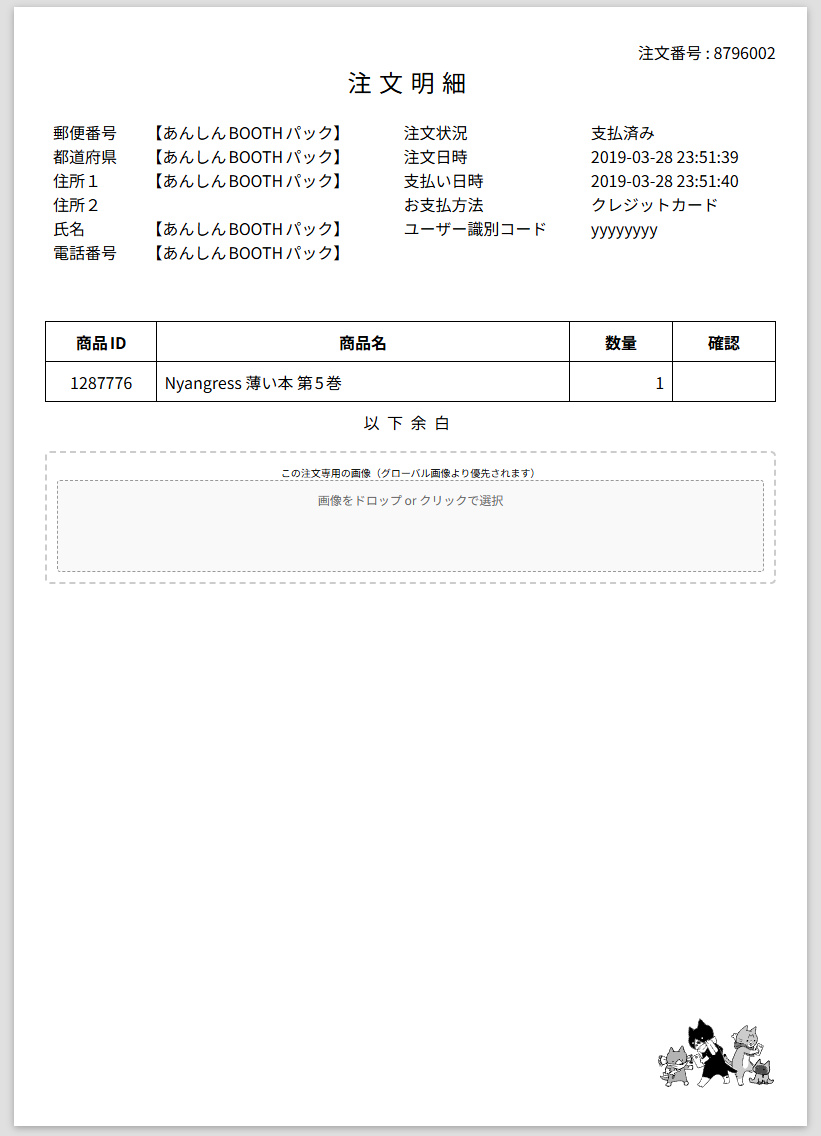 注文番号 : 8796002
注文明細
郵便番号 【あんしんBOOTHパック】
都道府県 【あんしんBOOTHパック】
住所１ 【あんしんBOOTHパック】
住所２
氏名 【あんしんBOOTHパック】
電話番号 【あんしんBOOTHパック】
注文状況 支払済み
注文日時 2019-03-28 23:51:39
支払い日時 2019-03-28 23:51:40
お支払方法 クレジットカード
ユーザー識別コード yyyyyyyy
商品ID 商品名 数量 確認
1287776 Nyangress 薄い本 第5巻 1
以下余白
この注文専用の画像（グローバル画像より優先されます）
画像をドロップ or クリックで選択